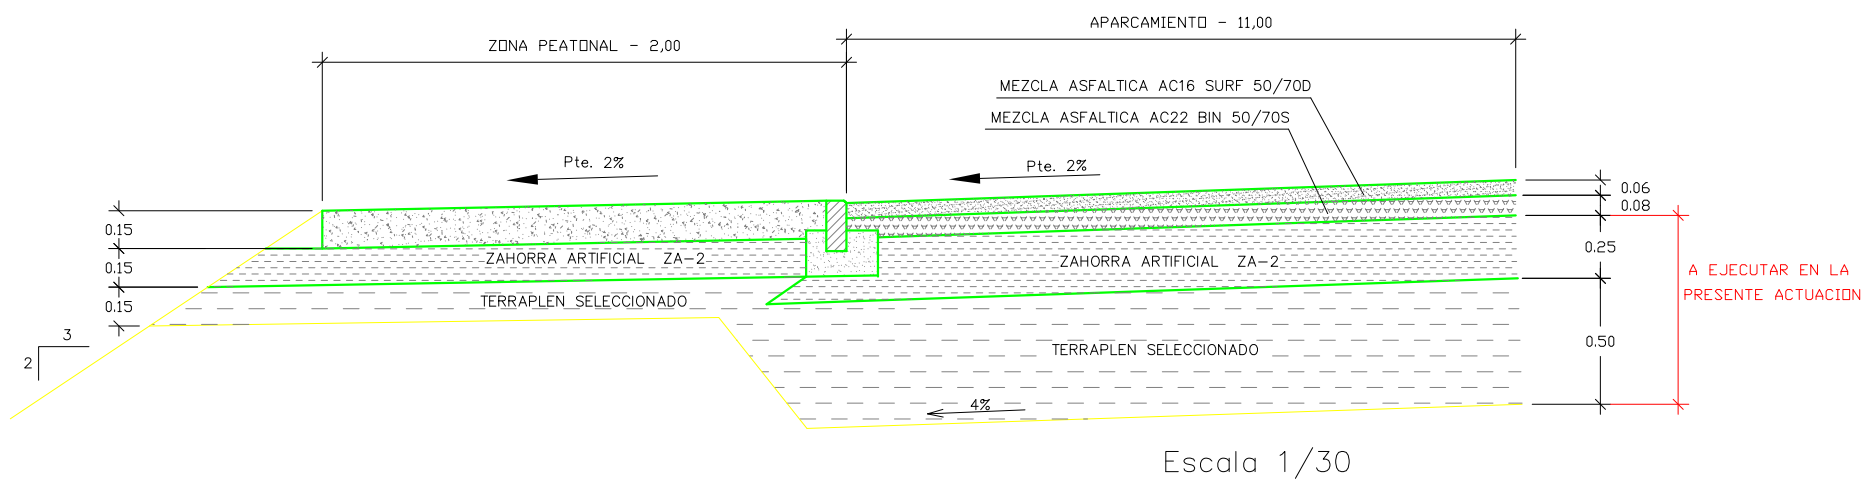 APARCAMIENTO - 11,00
ZONA PEATONAL - 2,00
MEZCLA ASFALTICA AC16 SURF 50/70D
MEZCLA ASFALTICA AC22 BIN 50/70S
Pte. 2%
Pte. 2%
0.06
0.08
0.15
0.15
0.15
0.25
0.50
ZAHORRA ARTIFICIAL ZA-2
ZAHORRA ARTIFICIAL ZA-2
A EJECUTAR EN LA
PRESENTE ACTUACION
TERRAPLEN SELECCIONADO
TERRAPLEN SELECCIONADO
3
2
4%
Escala 1/30